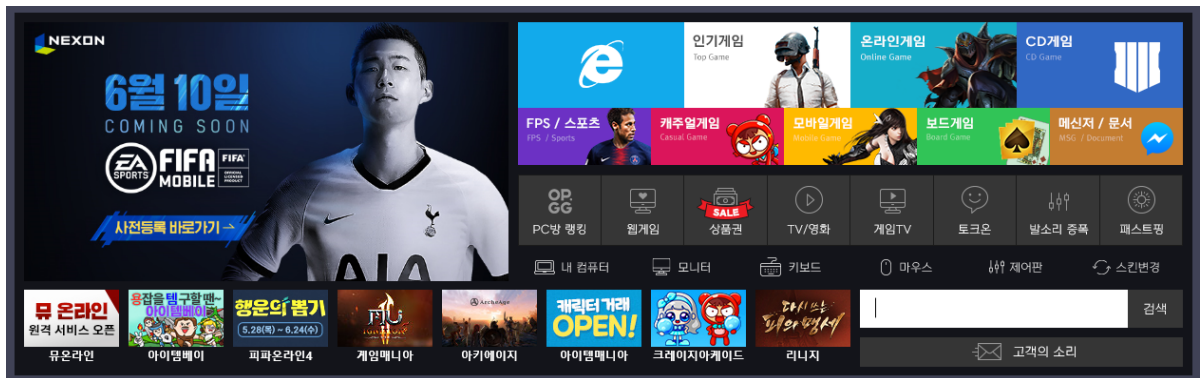 NEXON
6월 10일
COMING SOON
EA SPORTS
FIFA MOBILE
FIFA
OFFICIAL LICENSED PRODUCT
사전등록 바로가기→
AIA
인기게임
Top Game
온라인게임
Online Game
CD게임
CD Game
FPS / 스포츠
FPS / Sports
캐주얼게임
Casual Game
모바일게임
Mobile Game
보드게임
Board Game
메신저 / 문서
MSG / Document
OP.GG
PC방 랭킹
웹게임
SALE
상품권
TV/영화
게임TV
토크온
발소리 증폭
패스트핑
내 컴퓨터
모니터
키보드
마우스
제어판
스킨변경
뮤 온라인
원격 서비스 오픈
뮤온라인
용잡을 템 구할땐~
아이템베이
아이템베이
행운의 뽑기
5.28(목) ~ 6.24(수)
피파온라인4
게임매니아
ArcheAge
아키에이지
캐릭터 거래
OPEN!
아이템매니아
크레이지아케이드
다시 쓰는
피의 맹세
리니지
검색
고객의 소리